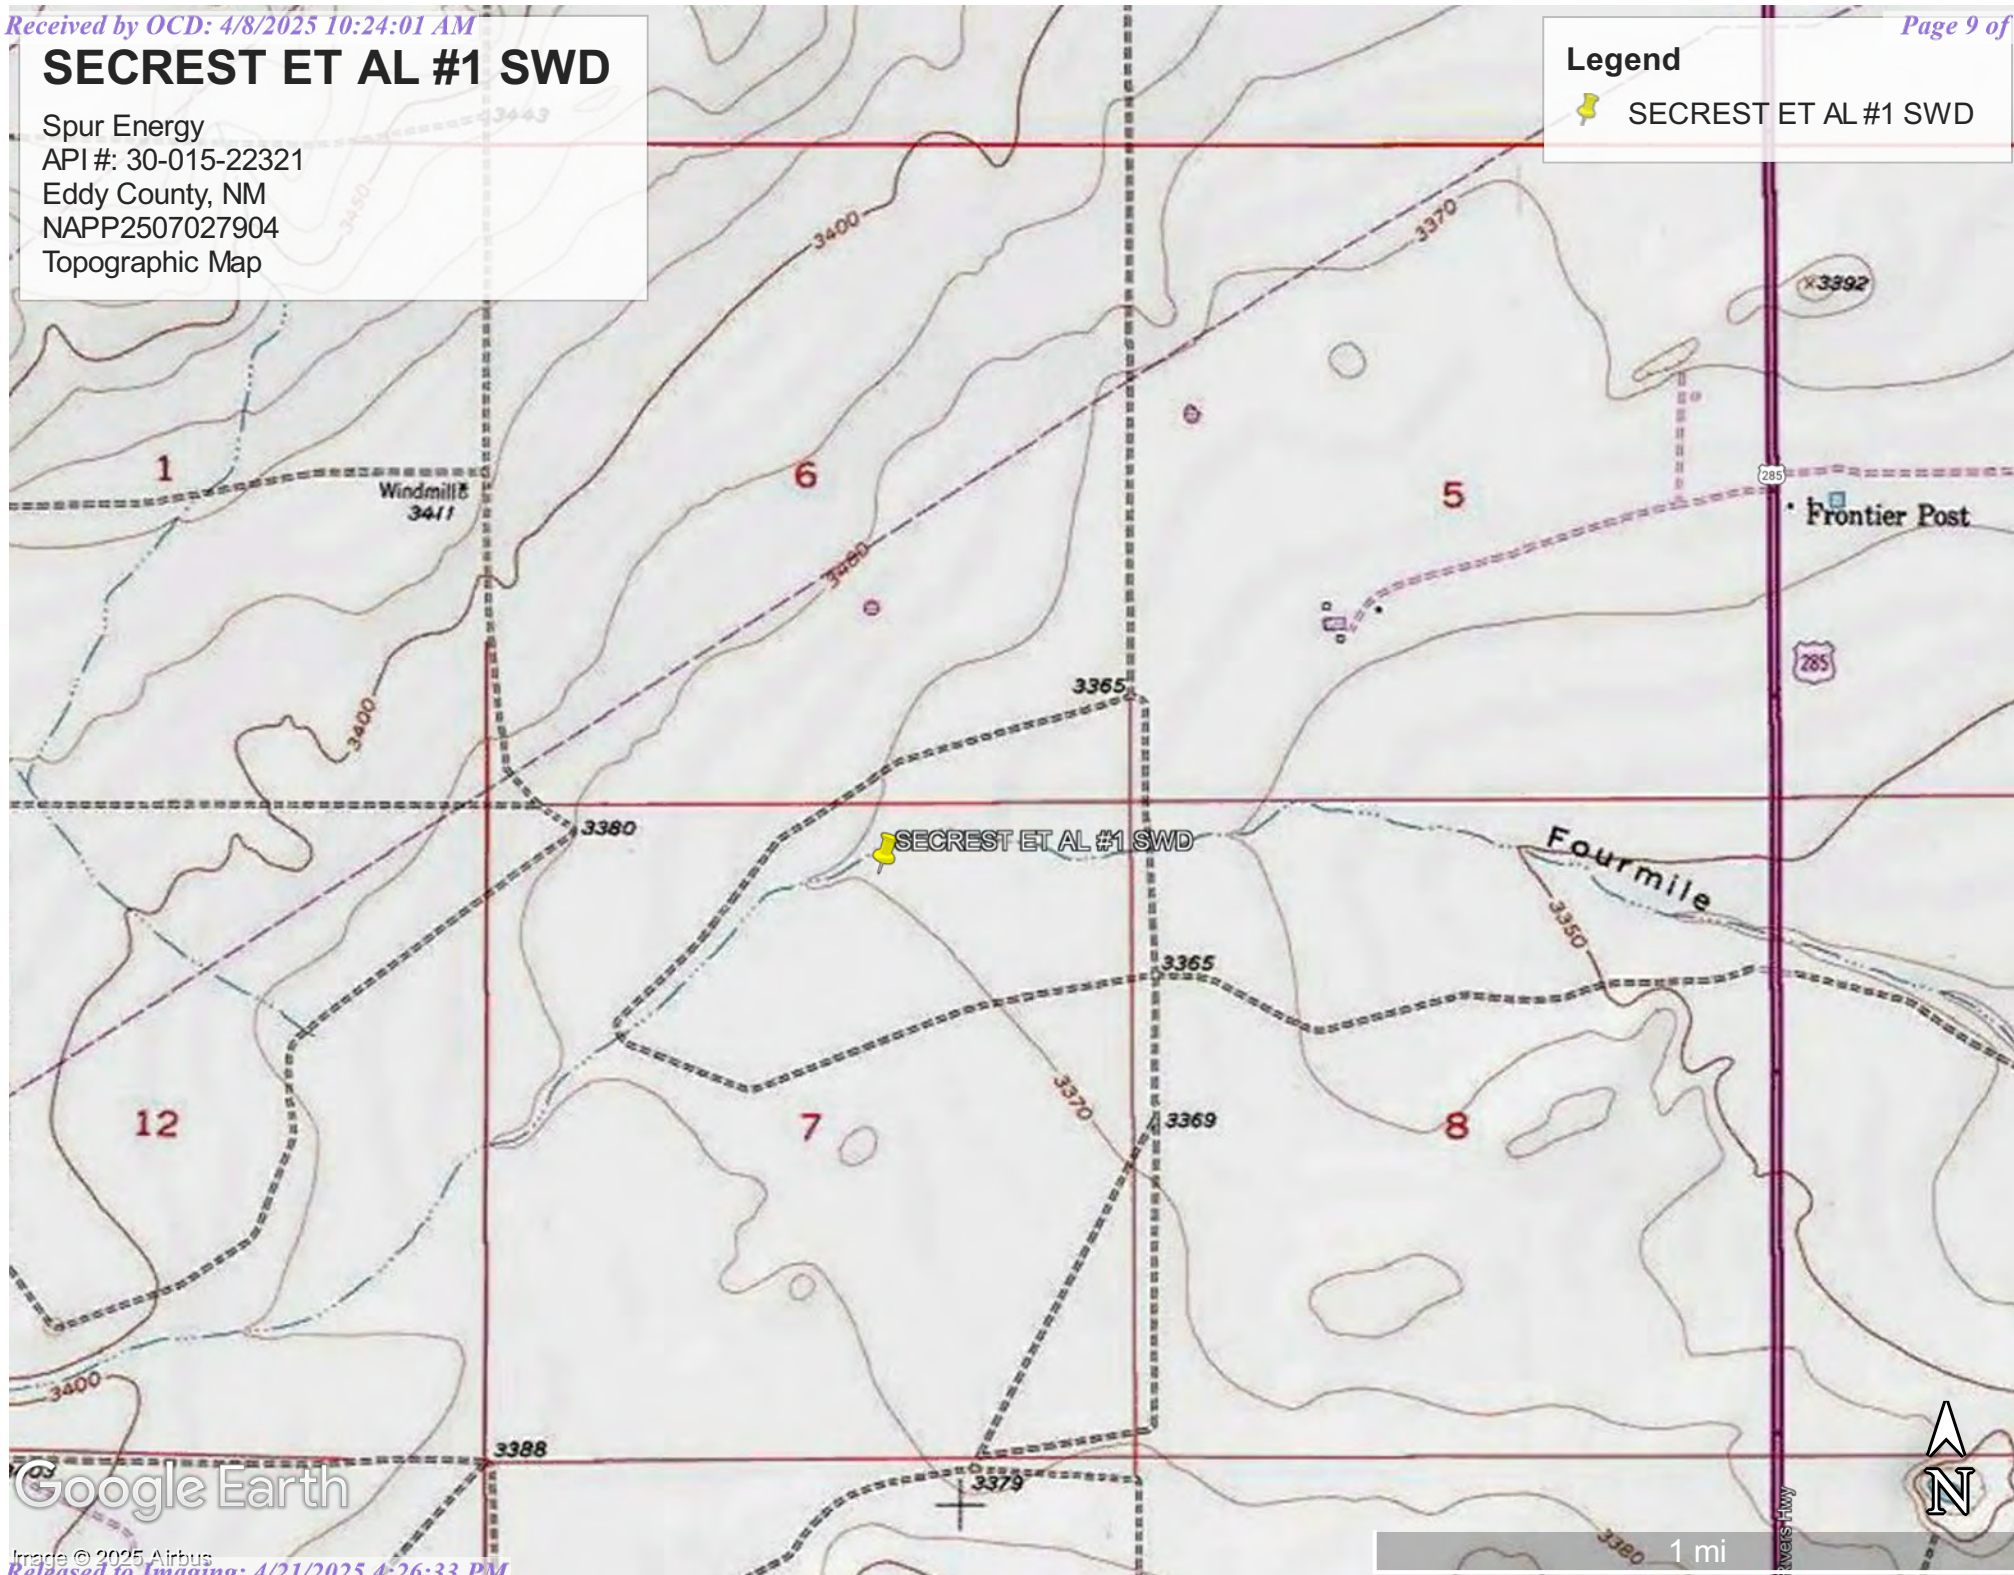 Received by OCD: 4/8/2025 10:24:01 AM
Page 9 of
SECREST ET AL #1 SWD
Spur Energy
API #: 30-015-22321
Eddy County, NM
NAPP2507027904
Topographic Map
Legend
SECREST ET AL #1 SWD
3443
3450
3400
3370
×3392
1
Windmill
3411
6
5
285
Frontier Post
3400
285
3365
3400
3380
SECREST ET AL #1 SWD
Fourmile
3350
3365
3370
3369
12
7
8
3400
3388
3379
Google Earth
Rivers Hwy
3380
1 mi
N
Image © 2025 Airbus
Released to Imaging: 4/21/2025 4:26:33 PM